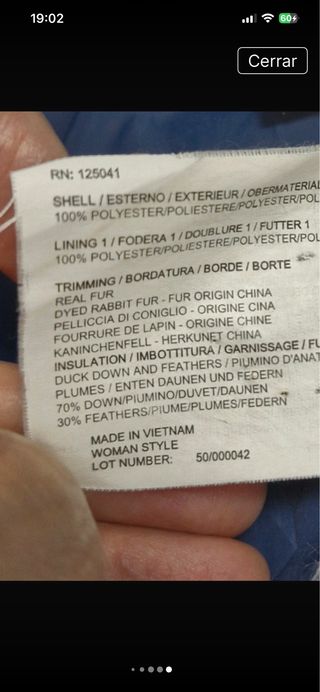 19:02
60
Cerrar
RN: 125041
SHELL / ESTERNO / EXTERIEUR / OBERMATERIAL
100% POLYESTER/POLIESTERE/POLYESTER/POL
LINING 1 / FODERA 1 / DOUBLURE 1 / FUTTER 1
100% POLYESTER/POLIESTERE/POLYESTER/POL
TRIMMING / BORDATURA / BORDE / BORTE
REAL FUR
DYED RABBIT FUR - FUR ORIGIN CHINA
PELLICCIA DI CONIGLIO - ORIGINE CINA
FOURRURE DE LAPIN - ORIGINE CHINE
KANINCHENFELL - HERKUNET CHINA
INSULATION / IMBOTTITURA / GARNISSAGE / FU
DUCK DOWN AND FEATHERS / PIUMINO D'ANAT
PLUMES / ENTEN DAUNEN UND FEDERN
70% DOWN/PIUMINO/DUVET/DAUNEN
30% FEATHERS/PIUME/PLUMES/FEDERN
MADE IN VIETNAM
WOMAN STYLE
LOT NUMBER: 50/000042